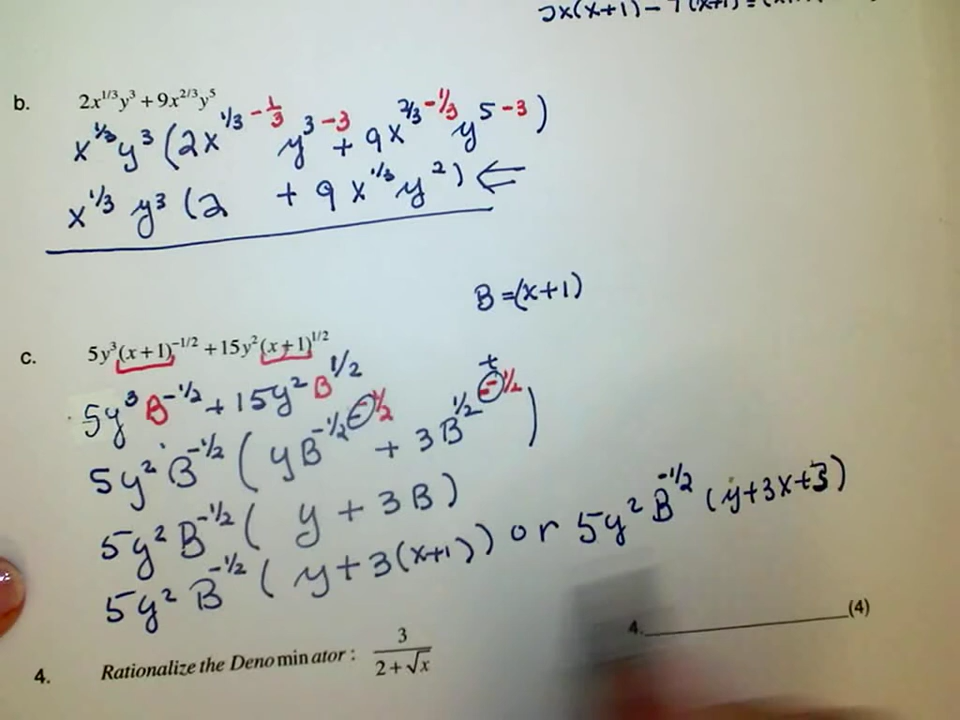 2x(x+1) - 7(x+1) =
b. 2x^{1/3}y^3 + 9x^{2/3}y^5
x^{1/3} y^3 (2x^{1/3 - 1/3} y^{3 - 3} + 9x^{2/3 - 1/3} y^{5 - 3})
x^{1/3} y^3 (2 + 9x^{1/3} y^2) ⇐
B = (x+1)
c. 5y^3(x+1)^{-1/2} + 15y^2(x+1)^{1/2}
5y^3 B^{-1/2} + 15y^2 B^{1/2}
5y^2 B^{-1/2} (yB^{-1/2 - -1/2} + 3B^{1/2 - -1/2})
5y^2 B^{-1/2} (y + 3B)
5y^2 B^{-1/2} (y + 3(x+1)) or 5y^2 B^{-1/2} (y+3x+3)
4. Rationalize the Denominator : 3/(2+√x)
4.____________(4)